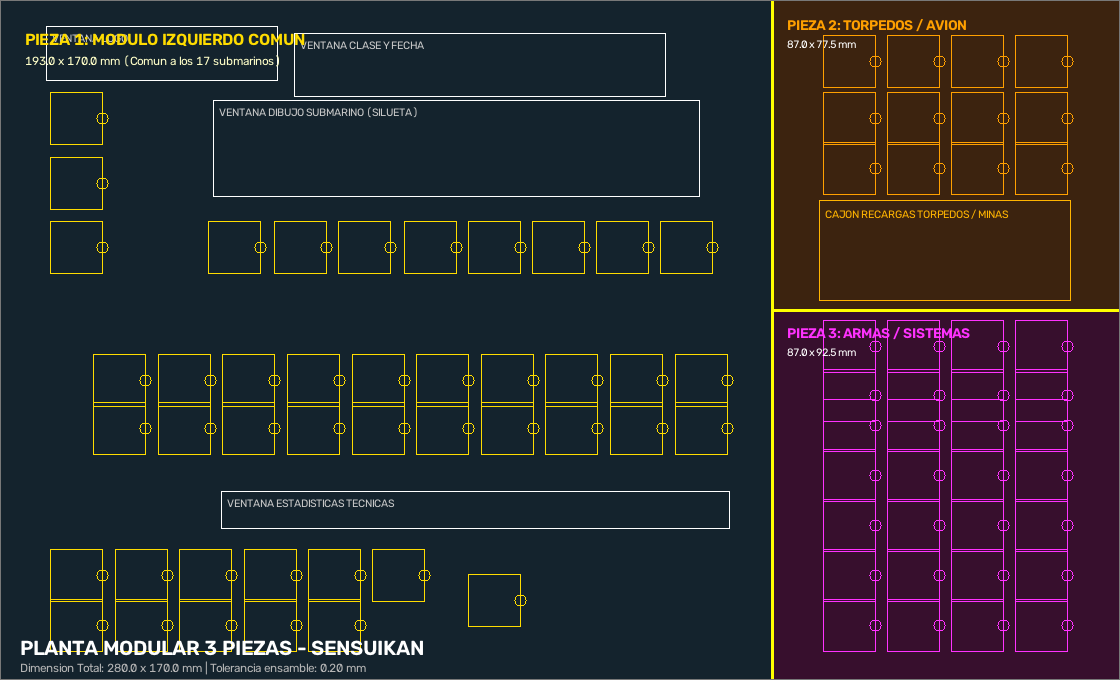 PIEZA 1: MODULO IZQUIERDO COMUN
193.0 x 170.0 mm (Comun a los 17 submarinos)
VENTANA CLASE Y FECHA
VENTANA DIBUJO SUBMARINO (SILUETA)
VENTANA ESTADISTICAS TECNICAS
PLANTA MODULAR 3 PIEZAS - SENSUIKAN
Dimension Total: 280.0 x 170.0 mm | Tolerancia ensamble: 0.20 mm
PIEZA 2: TORPEDOS / AVION
87.0 x 77.5 mm
CAJON RECARGAS TORPEDOS / MINAS
PIEZA 3: ARMAS / SISTEMAS
87.0 x 92.5 mm